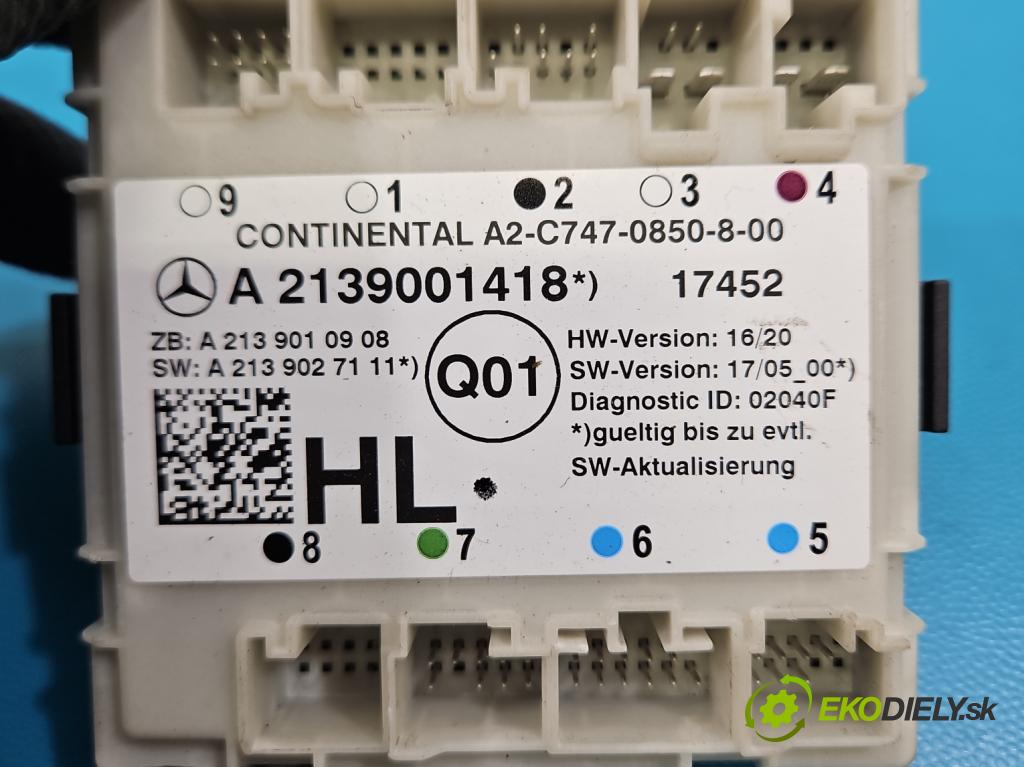 9 1 2 3 4
CONTINENTAL A2-C747-0850-8-00
A 2139001418*) 17452
ZB: A 213 901 09 08
SW: A 213 902 71 11*)
Q01
HW-Version: 16/20
SW-Version: 17/05_00*)
Diagnostic ID: 02040F
*)gueltig bis zu evtl.
SW-Aktualisierung
HL
8 7 6 5
EKODIELY.sk